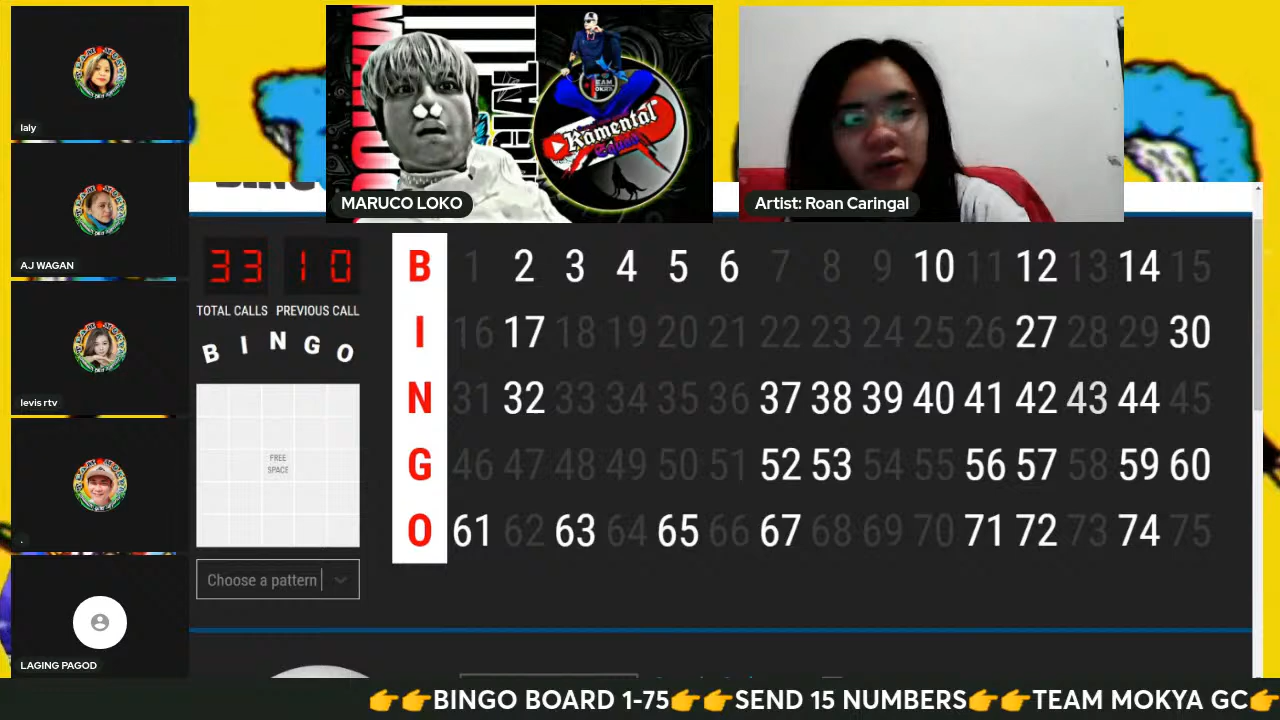 laly
AJ WAGAN
levis rtv
.
LAGING PAGOD
MARUCO LOKO
Kamental
Artist: Roan Caringal
33 10
TOTAL CALLS PREVIOUS CALL
B I N G O
FREE
SPACE
Choose a pattern
B 1 2 3 4 5 6 7 8 9 10 11 12 13 14 15
I 16 17 18 19 20 21 22 23 24 25 26 27 28 29 30
N 31 32 33 34 35 36 37 38 39 40 41 42 43 44 45
G 46 47 48 49 50 51 52 53 54 55 56 57 58 59 60
O 61 62 63 64 65 66 67 68 69 70 71 72 73 74 75
👉👉BINGO BOARD 1-75👉👉SEND 15 NUMBERS👉👉TEAM MOKYA GC👉